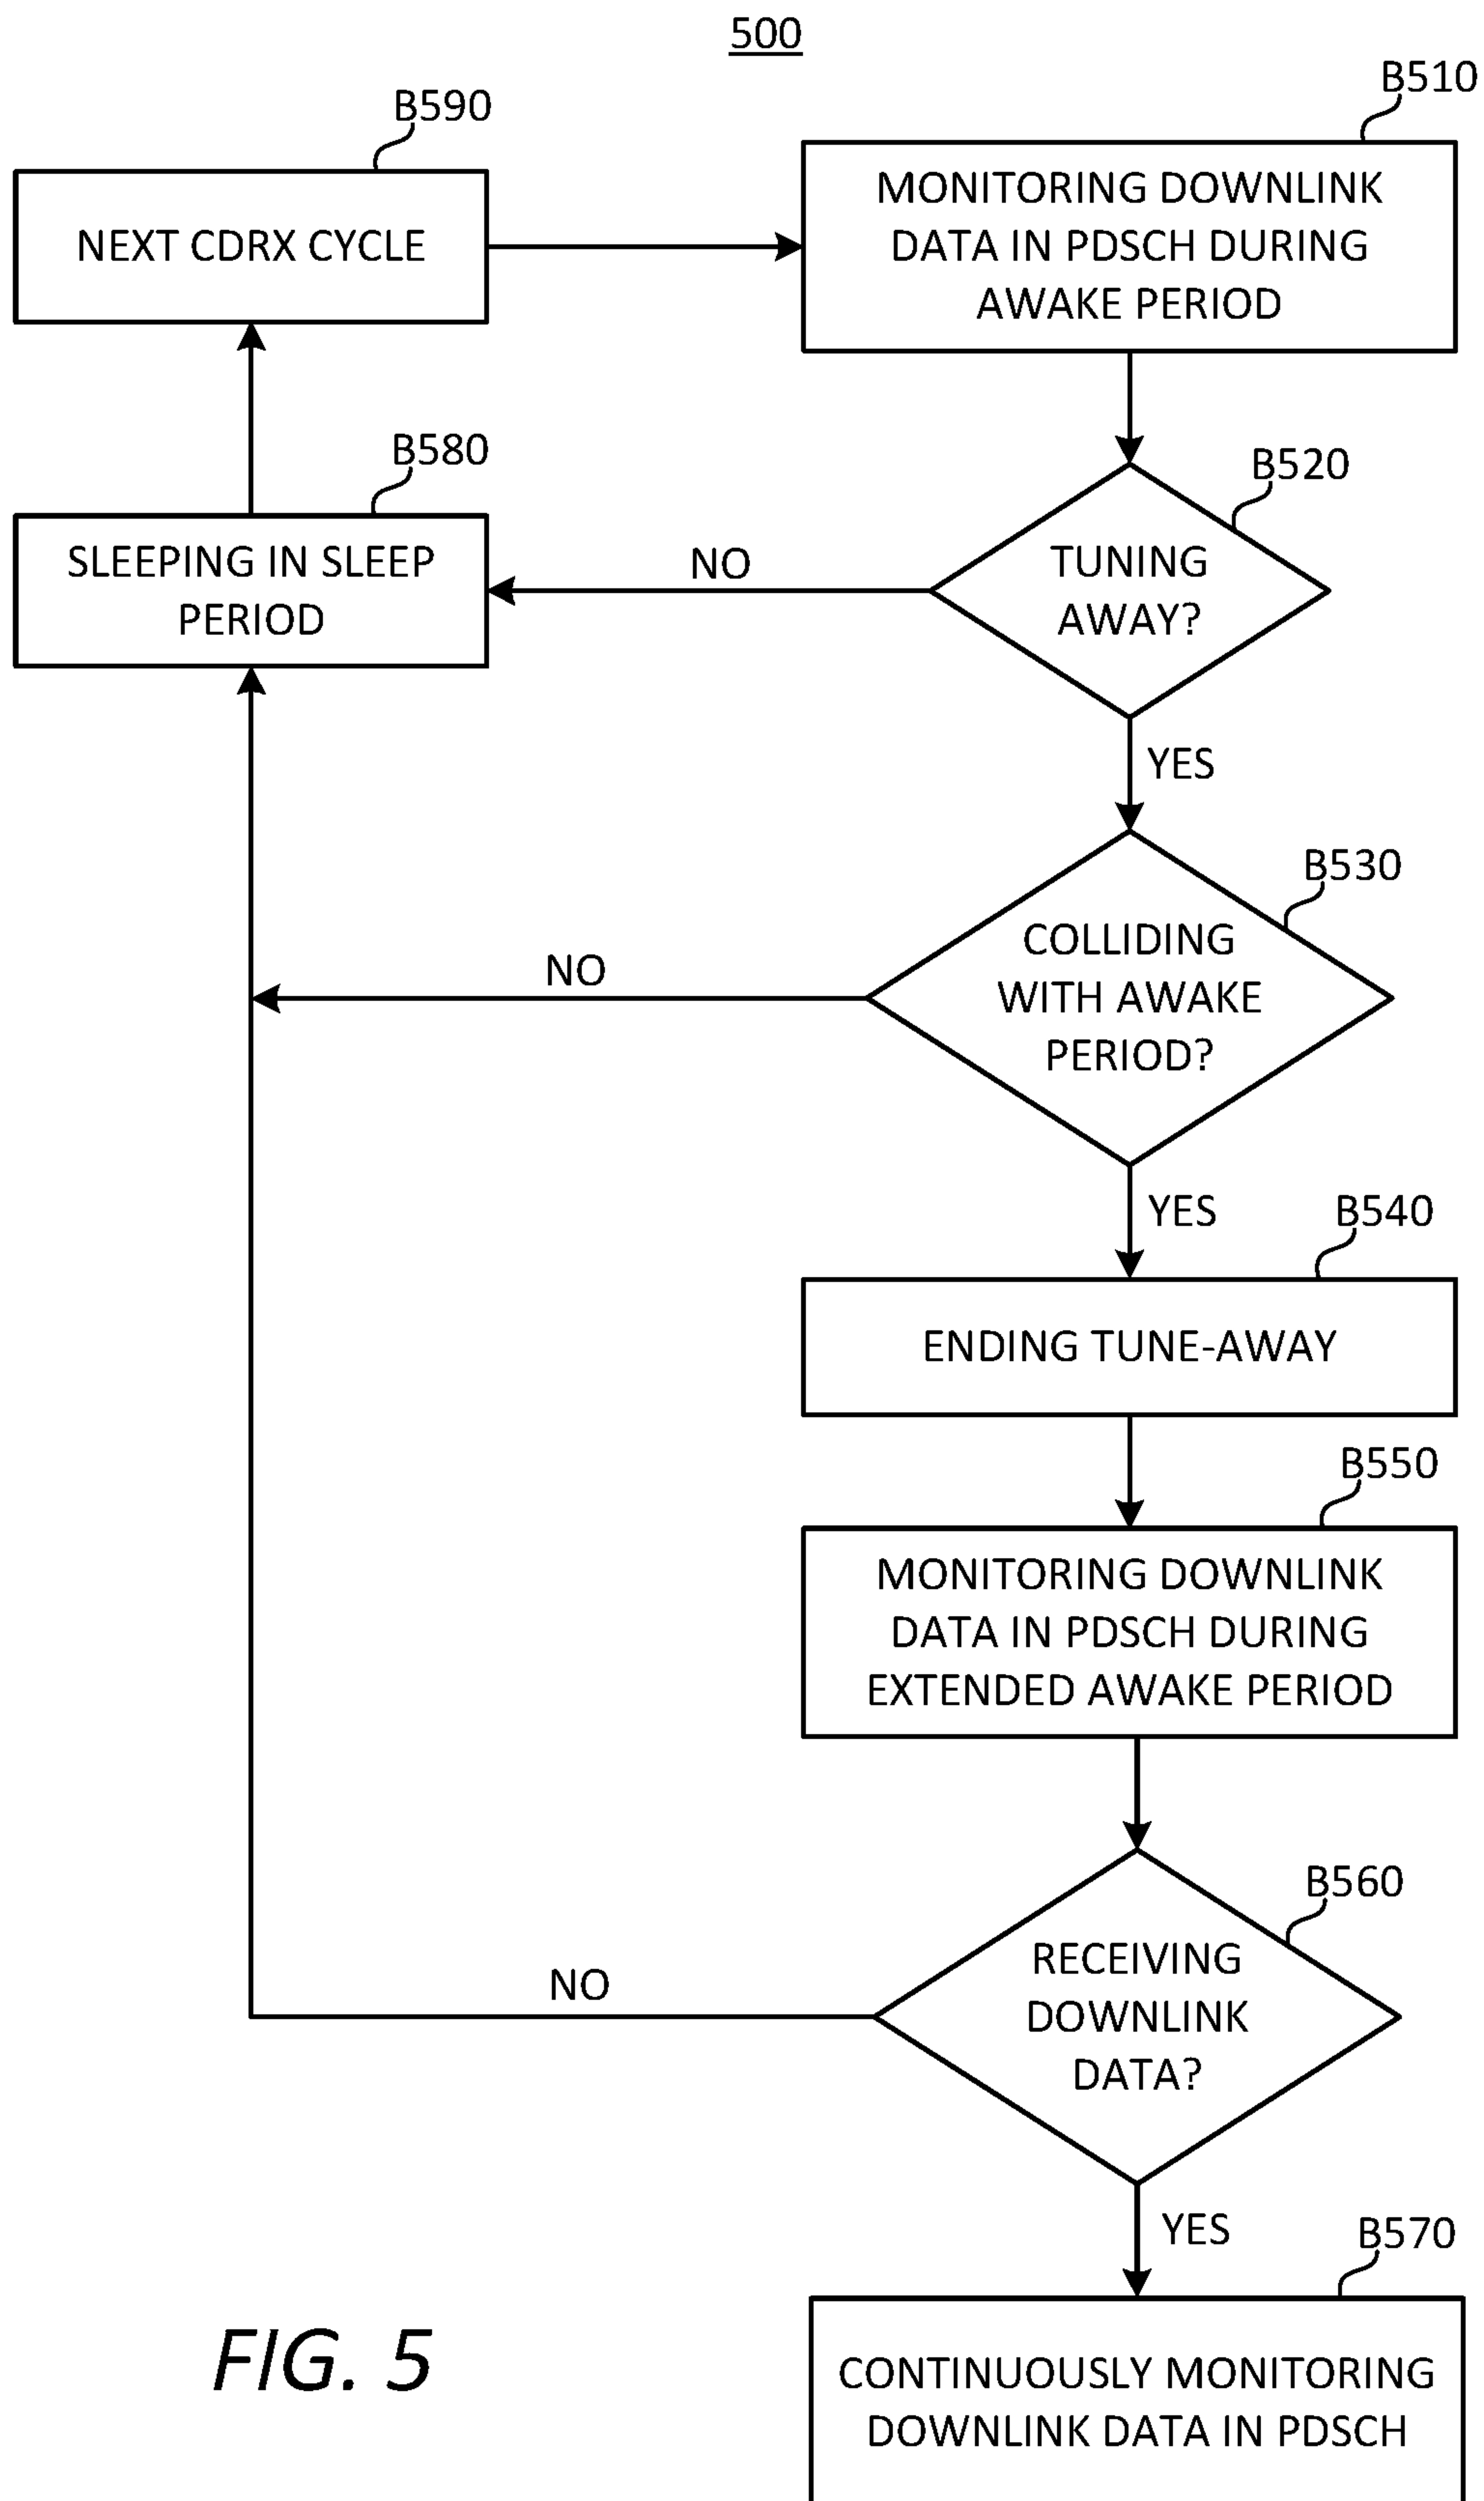 500
B510
B590
MONITORING DOWNLINK
DATA IN PDSCH DURING
AWAKE PERIOD
NEXT CDRX CYCLE
B580
B520
SLEEPING IN SLEEP
PERIOD
NO
TUNING
AWAY?
YES
B530
COLLIDING
WITH AWAKE
PERIOD?
NO
YES
B540
ENDING TUNE-AWAY
B550
MONITORING DOWNLINK
DATA IN PDSCH DURING
EXTENDED AWAKE PERIOD
B560
RECEIVING
DOWNLINK
DATA?
NO
YES
B570
CONTINUOUSLY MONITORING
DOWNLINK DATA IN PDSCH
FIG. 5